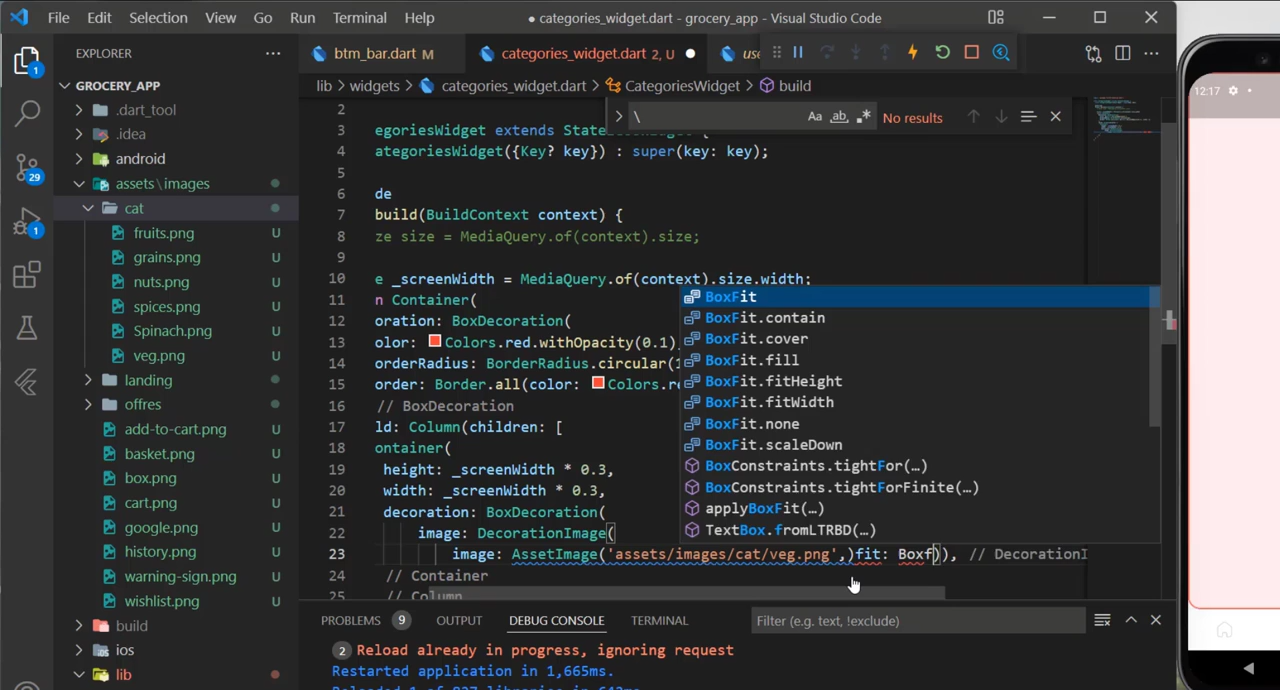 File Edit Selection View Go Run Terminal Help
● categories_widget.dart - grocery_app - Visual Studio Code
EXPLORER
btm_bar.dart M
categories_widget.dart 2, U ●
lib > widgets > categories_widget.dart > CategoriesWidget > build
\
Aa ab
No results
GROCERY_APP
.dart_tool
.idea
android
assets \ images
cat
fruits.png U
grains.png U
nuts.png U
spices.png U
Spinach.png U
veg.png U
landing
offres
add-to-cart.png U
basket.png U
box.png U
cart.png U
google.png U
history.png U
warning-sign.png U
wishlist.png U
build
ios
lib
1
29
1
2
3 egoriesWidget extends
4 ategoriesWidget({Key? key}) : super(key: key);
5
6 de
7 build(BuildContext context) {
8 ze size = MediaQuery.of(context).size;
9
10 e _screenWidth = MediaQuery.of(context).size.width;
11 n Container(
12 oration: BoxDecoration(
13 olor: Colors.red.withOpacity(0.1)
14 orderRadius: BorderRadius.circular(
15 order: Border.all(color: Colors.re
16 // BoxDecoration
17 ld: Column(children: [
18 ontainer(
19 height: _screenWidth * 0.3,
20 width: _screenWidth * 0.3,
21 decoration: BoxDecoration(
22 image: DecorationImage(
23 image: AssetImage('assets/images/cat/veg.png',)fit: Boxf)), // DecorationI
24 // Container
25 // Column
BoxFit
BoxFit.contain
BoxFit.cover
BoxFit.fill
BoxFit.fitHeight
BoxFit.fitWidth
BoxFit.none
BoxFit.scaleDown
BoxConstraints.tightFor(…)
BoxConstraints.tightForFinite(…)
applyBoxFit(…)
TextBox.fromLTRBD(…)
PROBLEMS 9 OUTPUT DEBUG CONSOLE TERMINAL
Filter (e.g. text, !exclude)
2 Reload already in progress, ignoring request
Restarted application in 1,665ms.
12:17